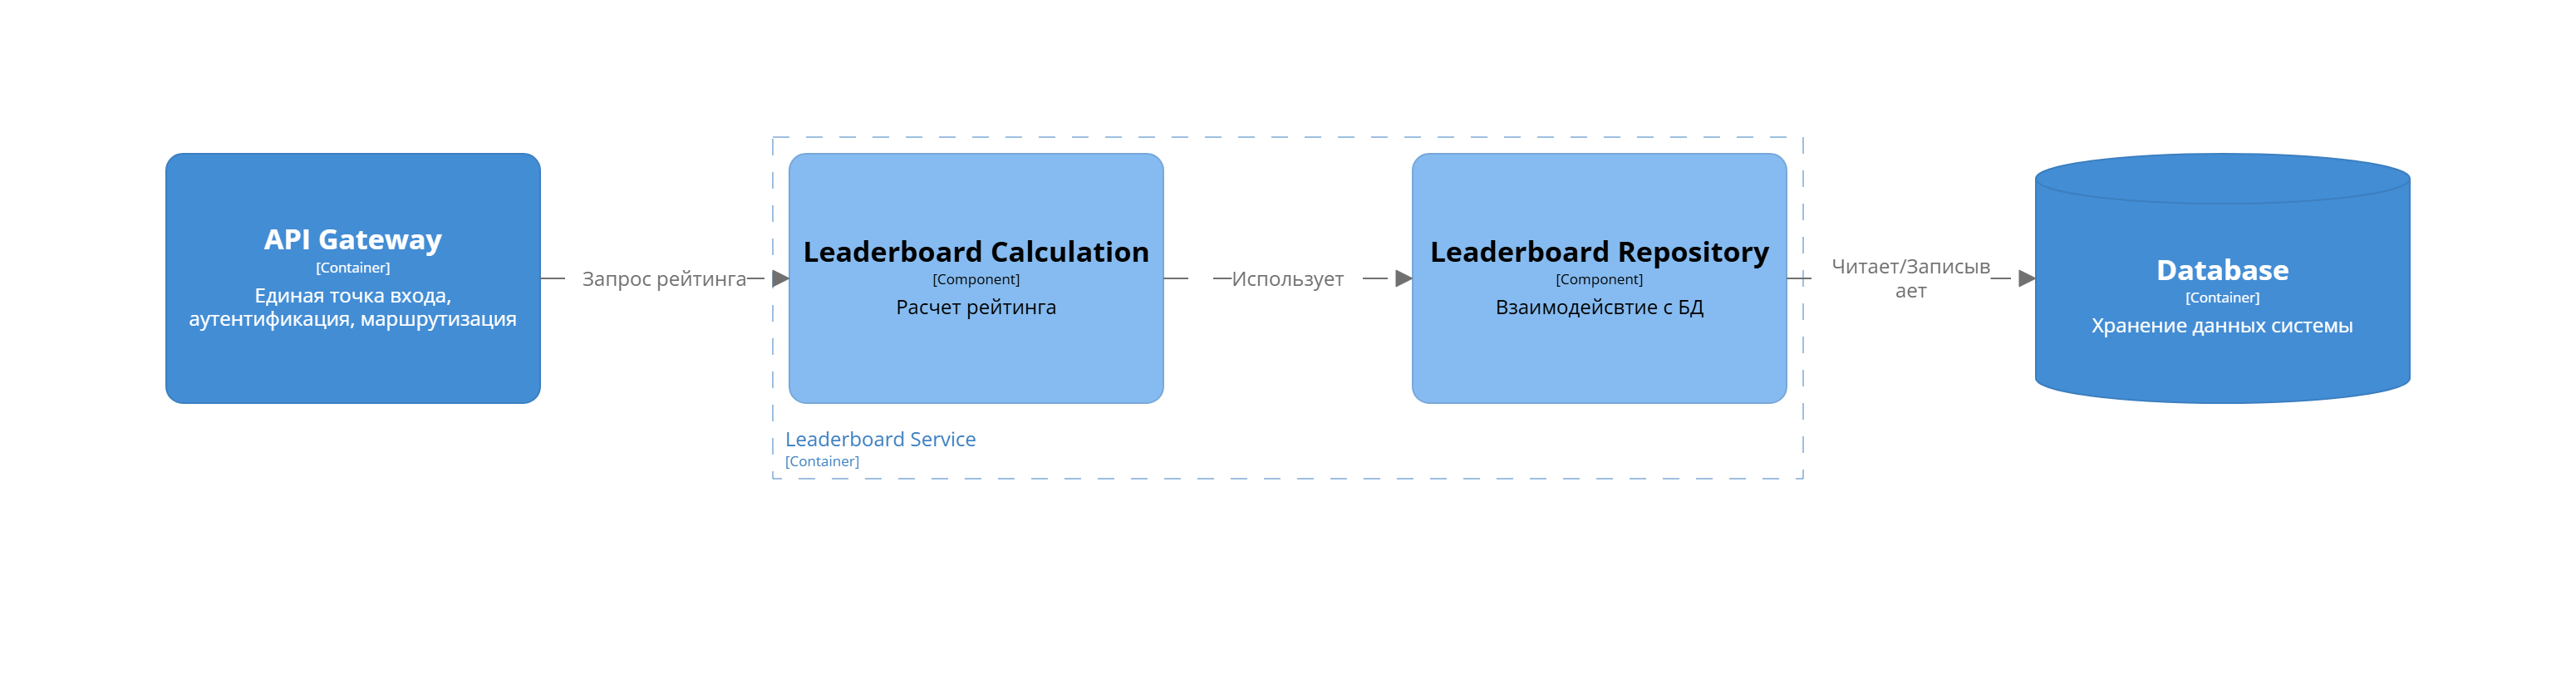 API Gateway
[Container]
Единая точка входа,
аутентификация, маршрутизация
Запрос рейтинга
Leaderboard Calculation
[Component]
Расчет рейтинга
Использует
Leaderboard Repository
[Component]
Взаимодейсвтие с БД
Leaderboard Service
[Container]
Читает/Записыв
ает
Database
[Container]
Хранение данных системы